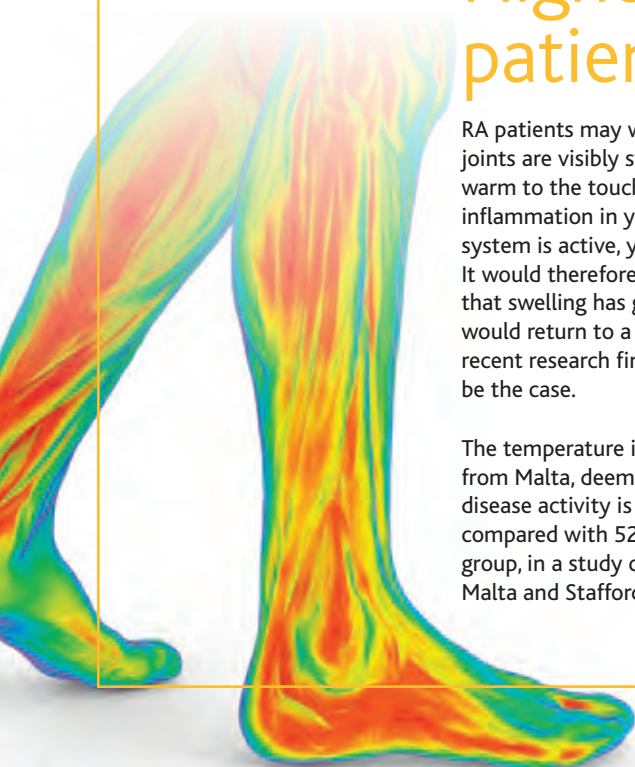 patien
RA patients may w
joints are visibly s
warm to the touch
inflammation in y
system is active, y
It would therefore
that swelling has g
would return to a
recent research fin
be the case.
The temperature i
from Malta, deem
disease activity is
compared with 52
group, in a study c
Malta and Stafford